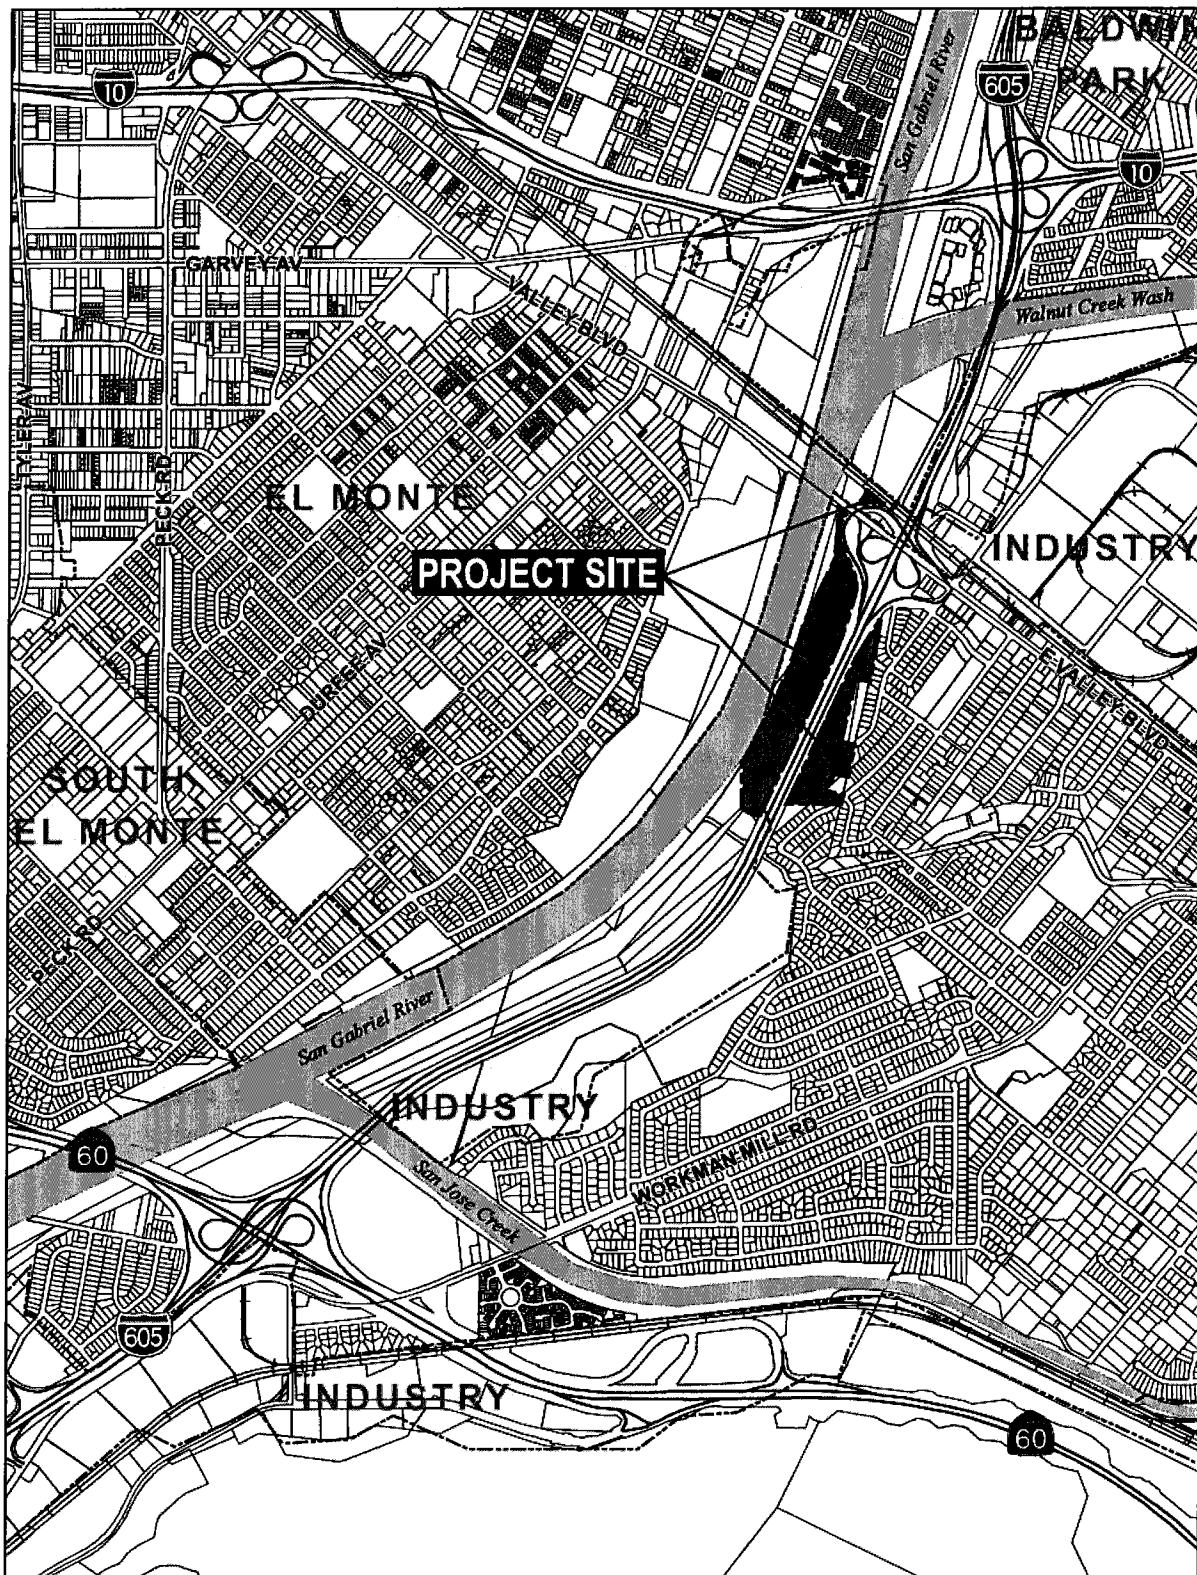 BALDWIN
PARK
10
605
San Gabriel River
10
GARVEY AV
VALLEY BLVD
Walnut Creek Wash
TYLER AV
PECK RD
EL MONTE
INDUSTRY
PROJECT SITE
DURFEE AV
E VALLEY BLVD
SOUTH
EL MONTE
PECK RD
San Gabriel River
INDUSTRY
60
San Jose Creek
WORKMAN MILL RD
605
INDUSTRY
60